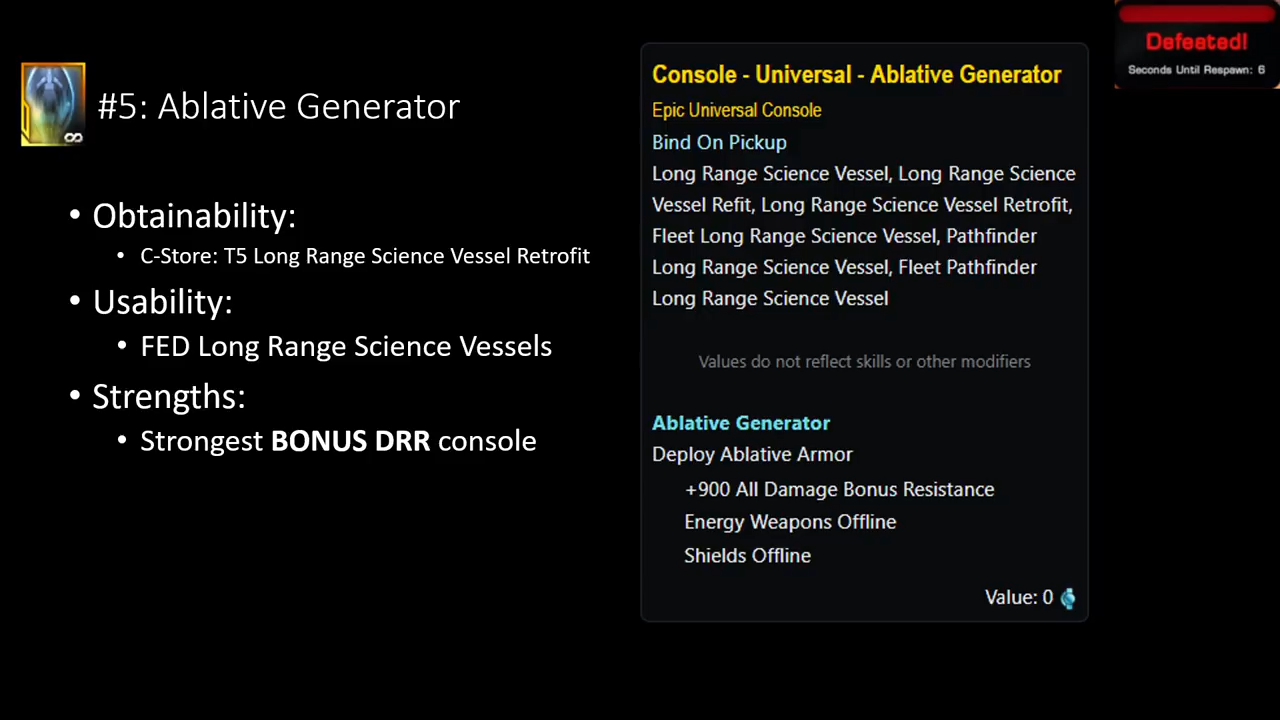 Defeated!
Seconds Until Respawn: 6
#5: Ablative Generator
• Obtainability:
• C-Store: T5 Long Range Science Vessel Retrofit
• Usability:
• FED Long Range Science Vessels
• Strengths:
• Strongest BONUS DRR console
Console - Universal - Ablative Generator
Epic Universal Console
Bind On Pickup
Long Range Science Vessel, Long Range Science
Vessel Refit, Long Range Science Vessel Retrofit,
Fleet Long Range Science Vessel, Pathfinder
Long Range Science Vessel, Fleet Pathfinder
Long Range Science Vessel
Values do not reflect skills or other modifiers
Ablative Generator
Deploy Ablative Armor
+900 All Damage Bonus Resistance
Energy Weapons Offline
Shields Offline
Value: 0